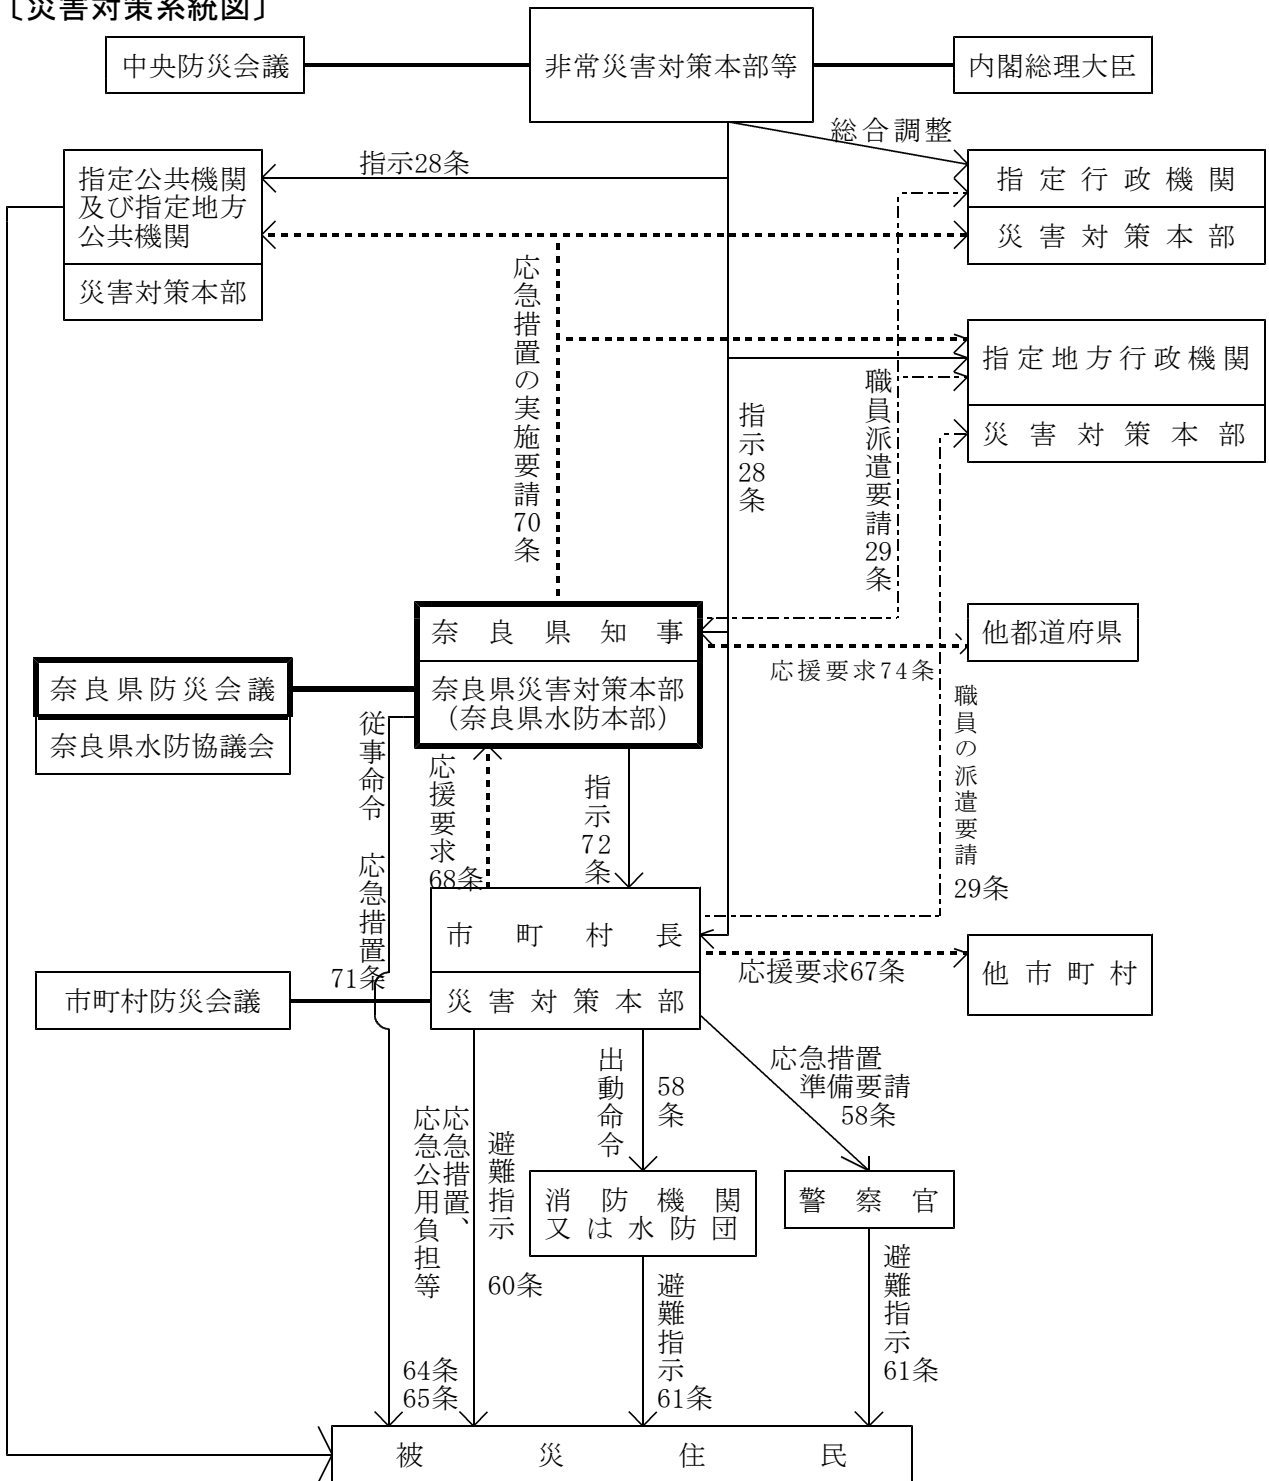 〔災害対策系統図〕
中央防災会議
非常災害対策本部等
内閣総理大臣
総合調整
指示28条
指定公共機関
及び指定地方
公共機関
災害対策本部
指定行政機関
災害対策本部
応急措置の実施要請70条
指定地方行政機関
災害対策本部
指示28条
職員派遣要請29条
奈良県知事
奈良県災害対策本部
（奈良県水防本部）
他都道府県
応援要求74条
奈良県防災会議
奈良県水防協議会
従事命令　応急措置
71条
応援要求
68条
指示72条
職員の派遣要請
29条
市町村長
災害対策本部
応援要求67条
他市町村
市町村防災会議
応急措置、
応急公用負担等
64条
65条
避難指示
60条
出動命令
58条
応急措置
準備要請
58条
消防機関
又は水防団
警察官
避難指示
61条
避難指示
61条
被災住民